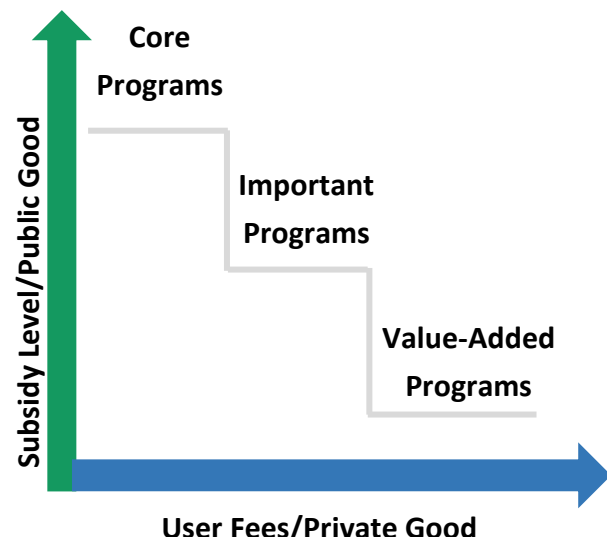 Core
Programs
Important
Programs
Value-Added
Programs
Subsidy Level/Public Good
User Fees/Private Good